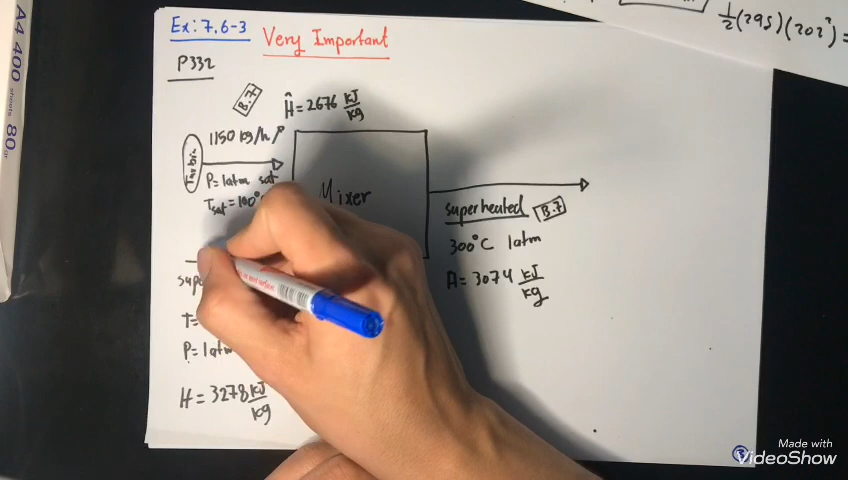 Ex: 7.6-3
Very Important
P332
½(295)(202²)=
A4 400 sheets 80 gr
B.7
Ĥ = 2676 kJ/kg
1150 kg/h
P=1atm sat
Tsat=100°
Mixer
superheated B.7
300°C 1atm
Ĥ = 3074 kJ/kg
T=
P=1atm
H = 3278 kJ/kg
Made with
VideoShow